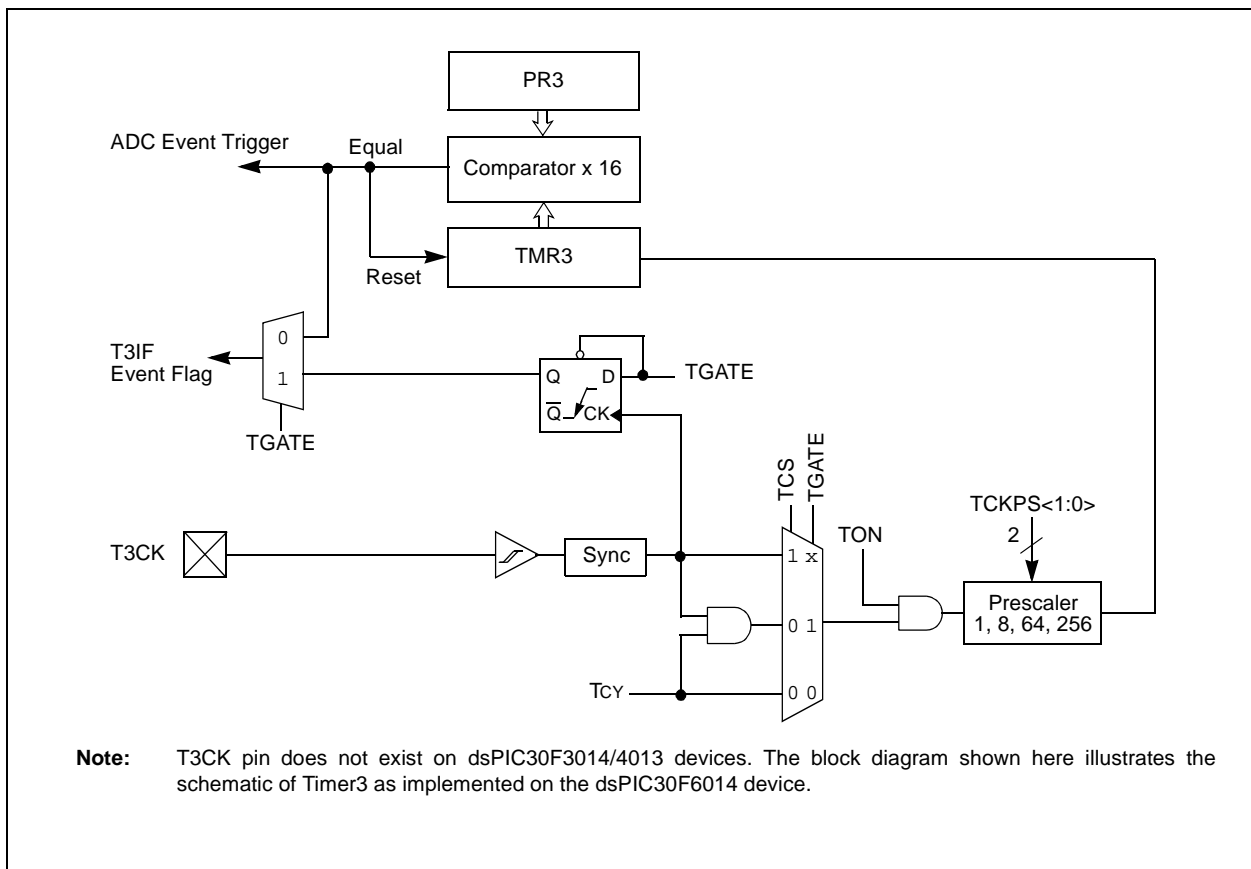 PR3
ADC Event Trigger
Equal
Comparator x 16
TMR3
Reset
0
T3IF
Event Flag
1
Q
D
TGATE
Q
CK
TGATE
TCS
TGATE
TCKPS<1:0>
2
TON
T3CK
Sync
1 x
Prescaler
1, 8, 64, 256
0 1
TCY
0 0
Note: T3CK pin does not exist on dsPIC30F3014/4013 devices. The block diagram shown here illustrates the
schematic of Timer3 as implemented on the dsPIC30F6014 device.